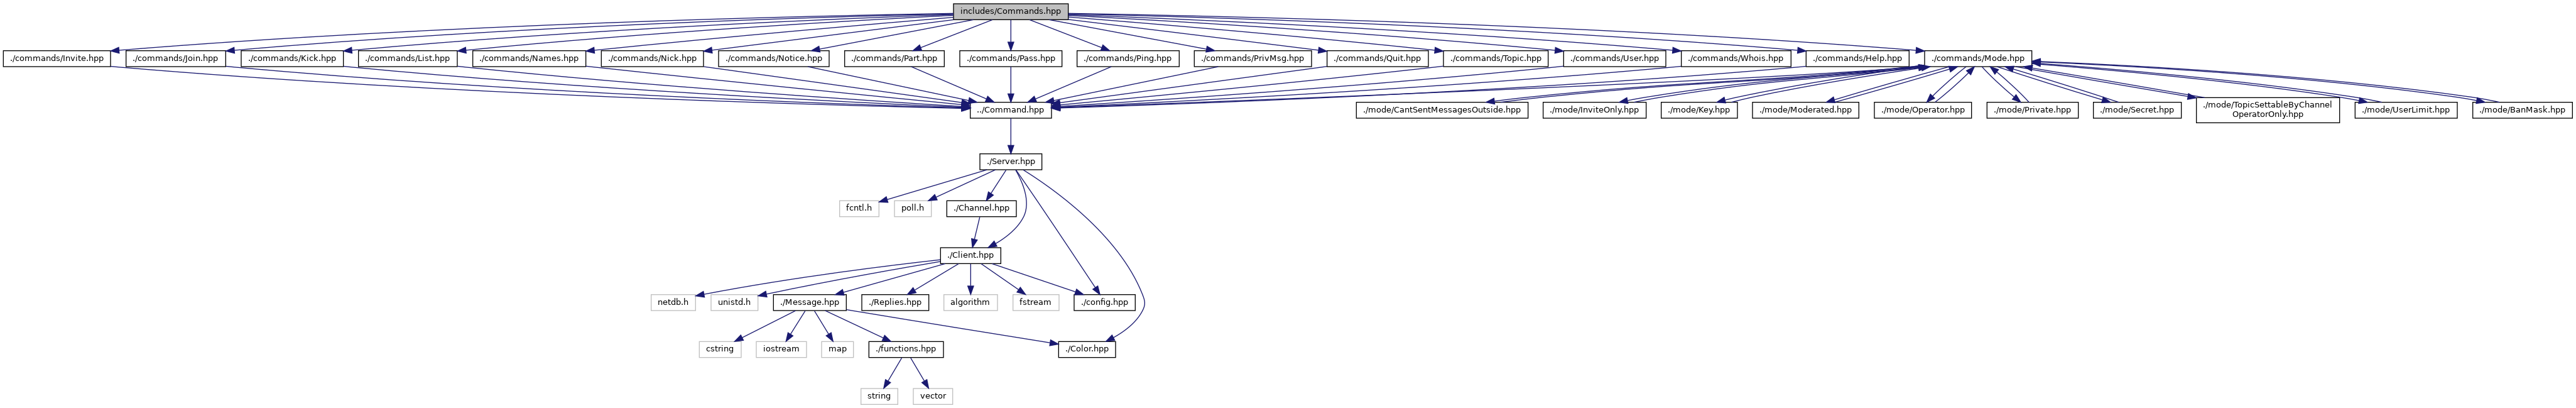 includes/Commands.hpp
./commands/Invite.hpp
./commands/Join.hpp
./commands/Kick.hpp
./commands/List.hpp
./commands/Names.hpp
./commands/Nick.hpp
./commands/Notice.hpp
./commands/Part.hpp
./commands/Pass.hpp
./commands/Ping.hpp
./commands/PrivMsg.hpp
./commands/Quit.hpp
./commands/Topic.hpp
./commands/User.hpp
./commands/Whois.hpp
./commands/Help.hpp
./commands/Mode.hpp
../Command.hpp
./mode/CantSentMessagesOutside.hpp
./mode/InviteOnly.hpp
./mode/Key.hpp
./mode/Moderated.hpp
./mode/Operator.hpp
./mode/Private.hpp
./mode/Secret.hpp
./mode/TopicSettableByChannel
OperatorOnly.hpp
./mode/UserLimit.hpp
./mode/BanMask.hpp
./Server.hpp
fcntl.h
poll.h
./Channel.hpp
./Client.hpp
netdb.h
unistd.h
./Message.hpp
./Replies.hpp
algorithm
fstream
./config.hpp
cstring
iostream
map
./functions.hpp
./Color.hpp
string
vector